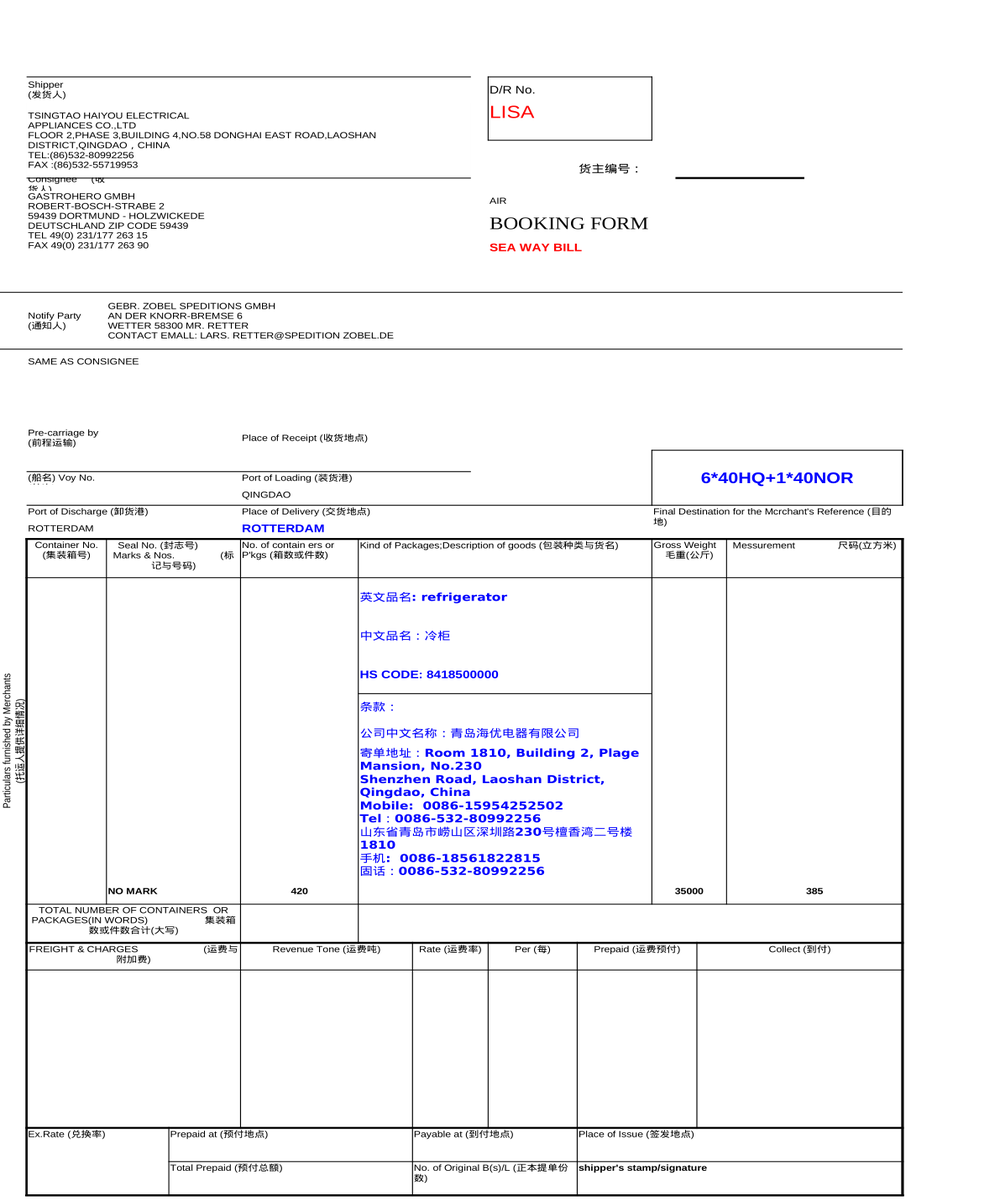 Shipper
(发货人)
TSINGTAO HAIYOU ELECTRICAL
APPLIANCES CO.,LTD
FLOOR 2,PHASE 3,BUILDING 4,NO.58 DONGHAI EAST ROAD,LAOSHAN
DISTRICT,QINGDAO , CHINA
TEL:(86)532-80992256
FAX :(86)532-55719953
D/R No.
LISA
货主编号：
Consignee (收
货人)
GASTROHERO GMBH
ROBERT-BOSCH-STRABE 2
59439 DORTMUND - HOLZWICKEDE
DEUTSCHLAND ZIP CODE 59439
TEL 49(0) 231/177 263 15
FAX 49(0) 231/177 263 90
AIR
BOOKING FORM
SEA WAY BILL
Notify Party
(通知人)
GEBR. ZOBEL SPEDITIONS GMBH
AN DER KNORR-BREMSE 6
WETTER 58300 MR. RETTER
CONTACT EMALL: LARS. RETTER@SPEDITION ZOBEL.DE
SAME AS CONSIGNEE
Pre-carriage by
(前程运输)
Place of Receipt (收货地点)
(船名) Voy No.
Port of Loading (装货港)
QINGDAO
6*40HQ+1*40NOR
Port of Discharge (卸货港)
ROTTERDAM
Place of Delivery (交货地点)
ROTTERDAM
Final Destination for the Mcrchant's Reference (目的
地)
Container No.
(集装箱号)
Seal No. (封志号)
Marks & Nos. (标
记与号码)
No. of contain ers or
P'kgs (箱数或件数)
Kind of Packages;Description of goods (包装种类与货名)
Gross Weight
毛重(公斤)
Messurement 尺码(立方米)
Particulars furnished by Merchants
(托运人提供详细情况)
英文品名: refrigerator
中文品名：冷柜
HS CODE: 8418500000
条款：
公司中文名称：青岛海优电器有限公司
寄单地址：Room 1810, Building 2, Plage
Mansion, No.230
Shenzhen Road, Laoshan District,
Qingdao, China
Mobile: 0086-15954252502
Tel：0086-532-80992256
山东省青岛市崂山区深圳路230号檀香湾二号楼
1810
手机: 0086-18561822815
固话：0086-532-80992256
NO MARK 420 35000 385
TOTAL NUMBER OF CONTAINERS OR
PACKAGES(IN WORDS) 集装箱
数或件数合计(大写)
FREIGHT & CHARGES (运费与
附加费)
Revenue Tone (运费吨)
Rate (运费率)
Per (每)
Prepaid (运费预付)
Collect (到付)
Ex.Rate (兑换率)
Prepaid at (预付地点)
Payable at (到付地点)
Place of Issue (签发地点)
Total Prepaid (预付总额)
No. of Original B(s)/L (正本提单份
数)
shipper's stamp/signature